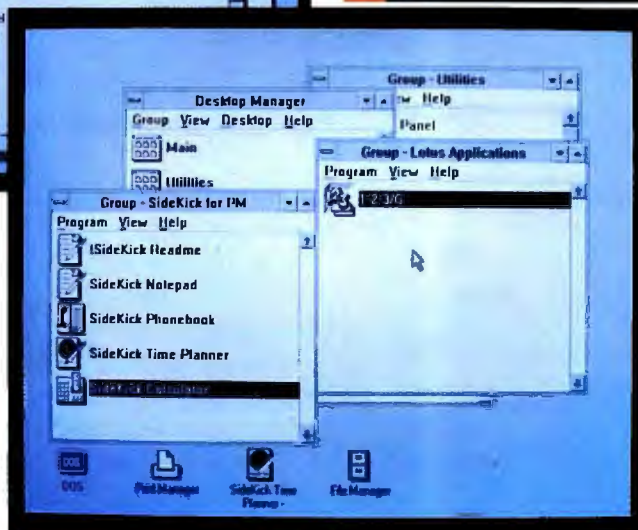 Group - Utilities
Desktop Manager
Help
Group View Desktop Help
Panel
Main
Group - Lotus Applications
Program View Help
Utilities
1-2-3/G
Group - SideKick for PM
Program View Help
!SideKick Readme
SideKick Notepad
SideKick Phonebook
SideKick Time Planner
SideKick Calculator
DOS
DOS
Print Manager
SideKick Time
Planner -
File Manager